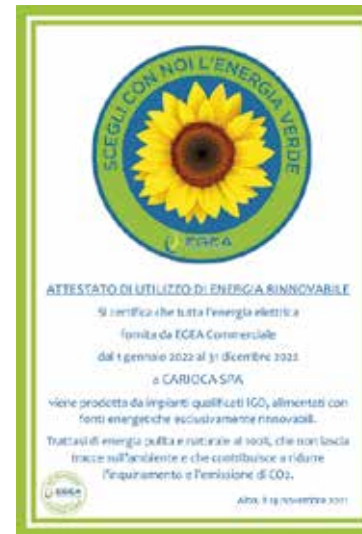 SCEGLI CON NOI L'ENERGIA VERDE
EGEA
ATTESTATO DI UTILIZZO DI ENERGIA RINNOVABILE
Si certifica che tutta l'energia elettrica
fornita da EGEA Commerciale
dal 1 gennaio 2022 al 31 dicembre 2022
a CARIOCA SPA
viene prodotta da impianti qualificati IGO, alimentati con
fonti energetiche esclusivamente rinnovabili.
Trattasi di energia pulita e naturale al 100%, che non lascia
tracce sull'ambiente e che contribuisce a ridurre
l'inquinamento e l'emissione di CO2.
EGEA
Alba, novembre 2021